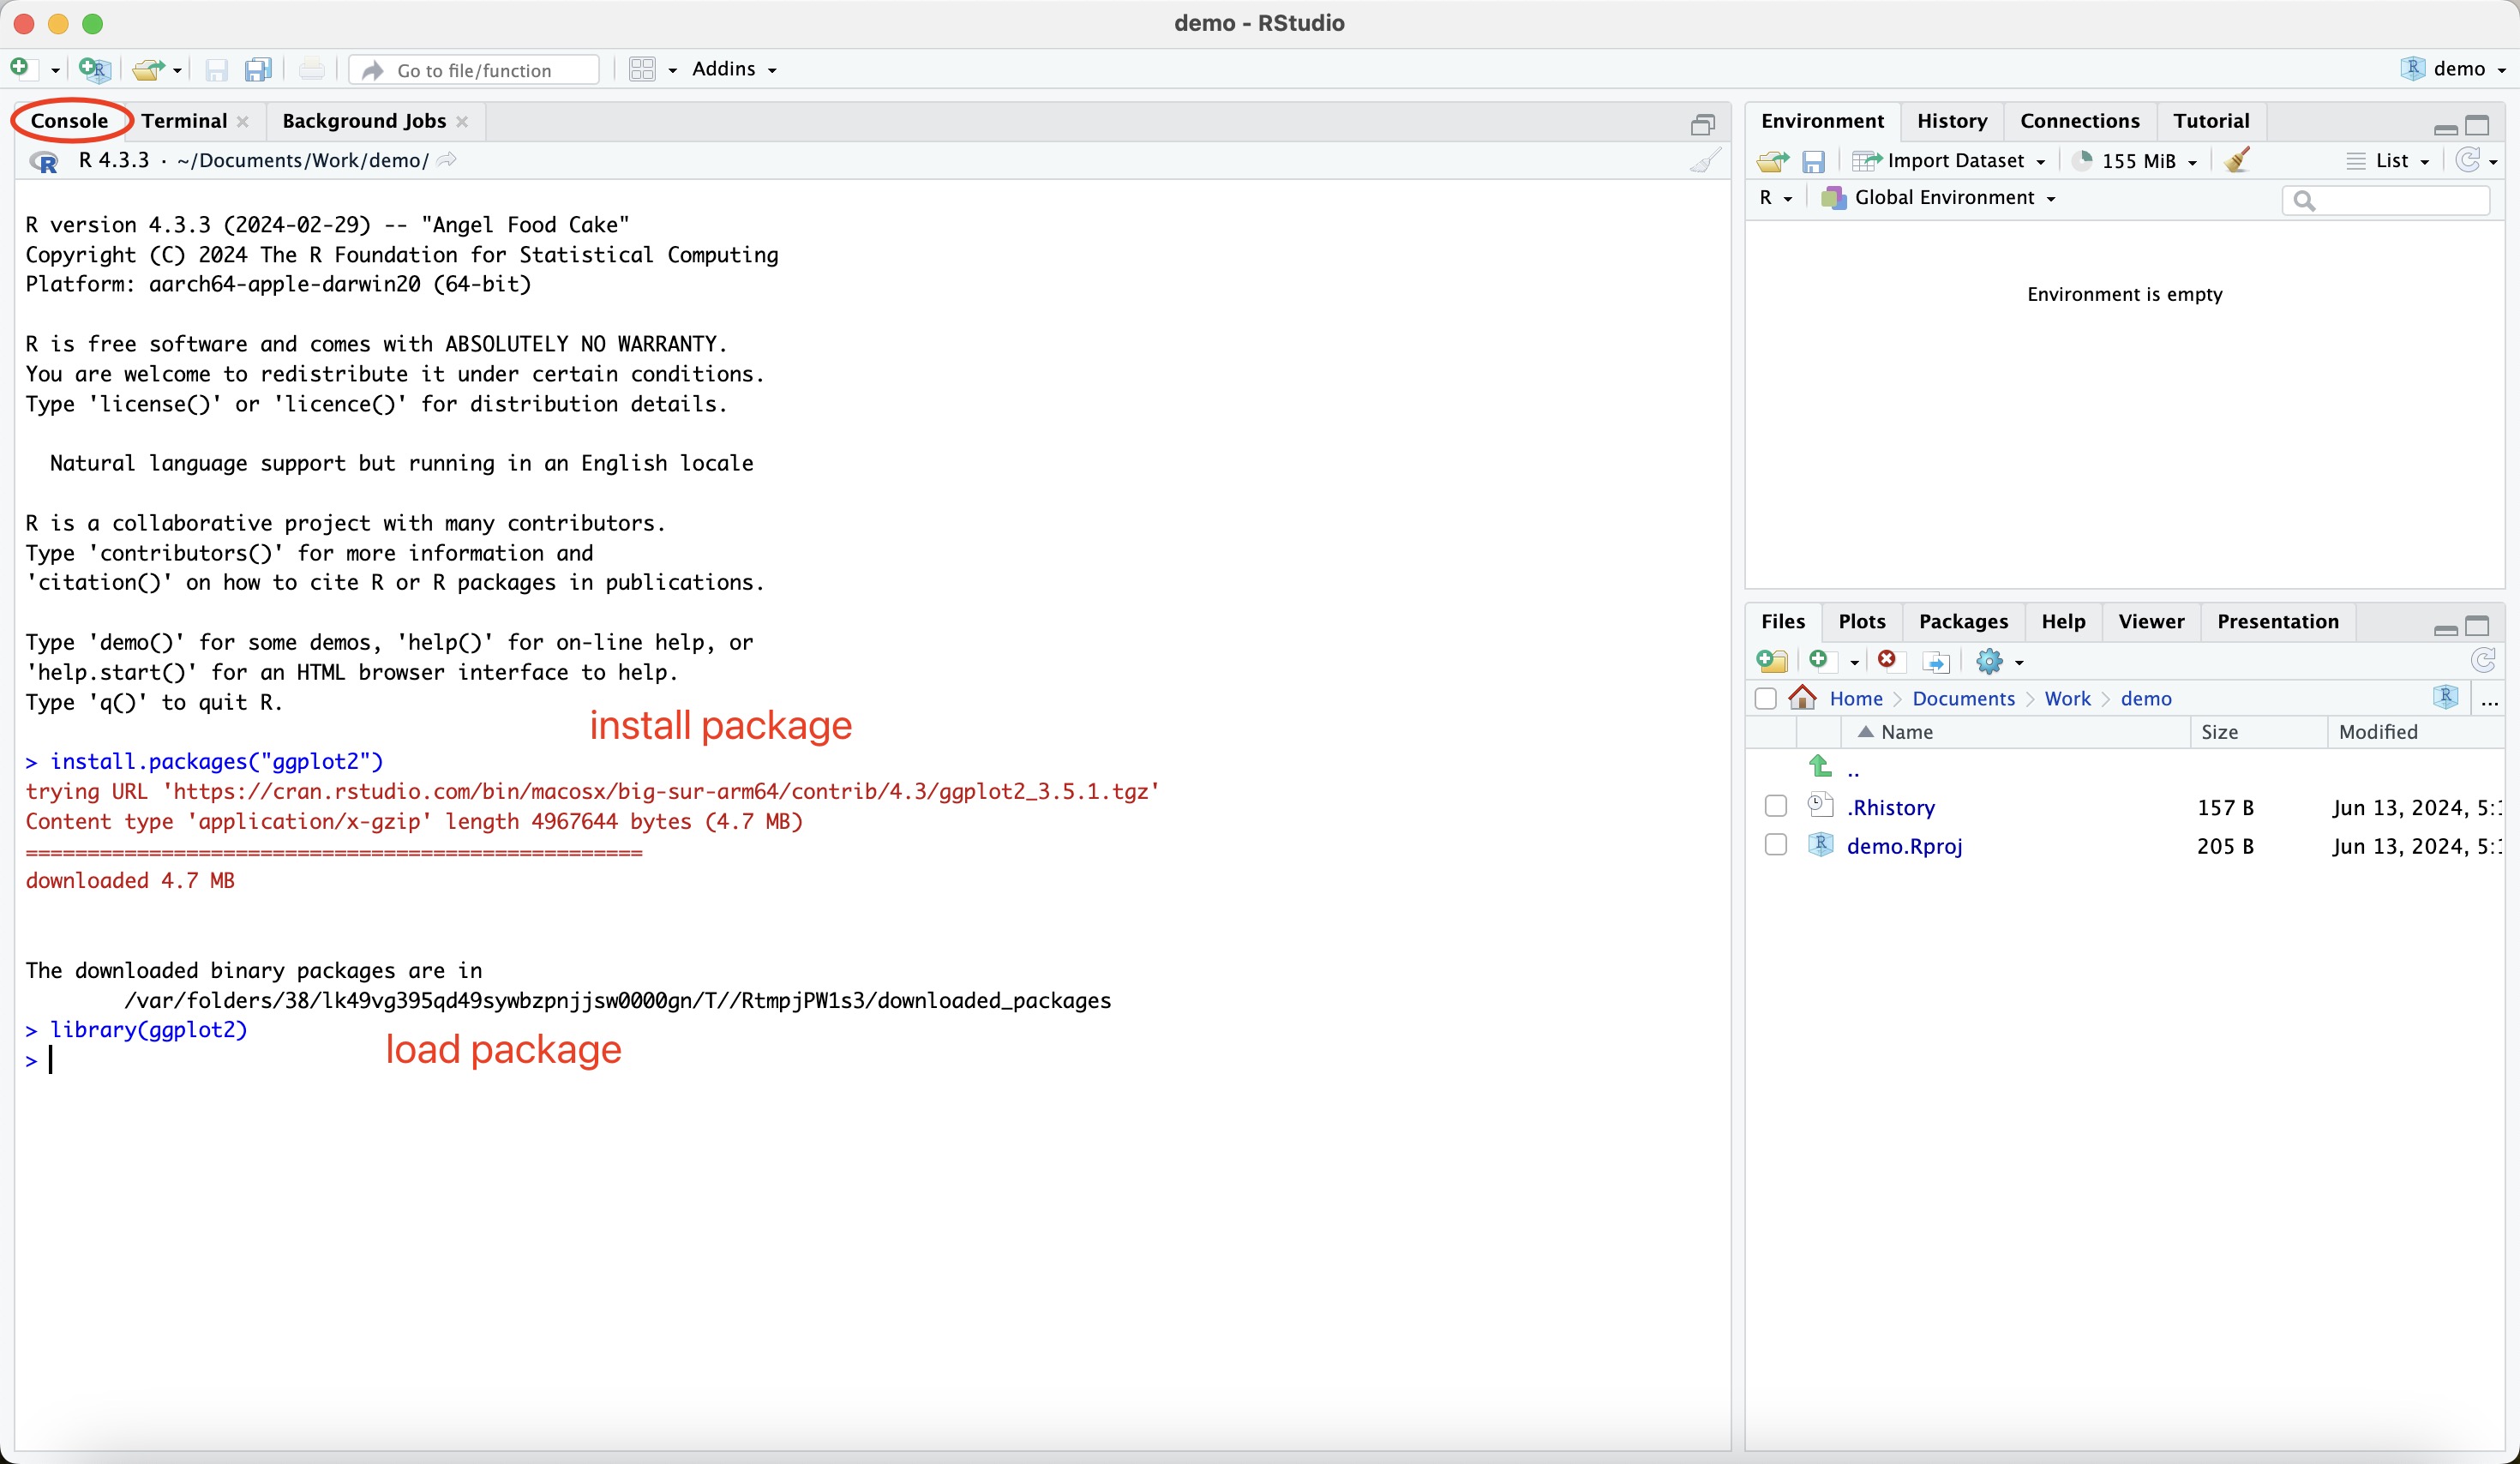 demo - RStudio
Go to file/function
Addins
demo
Console
Terminal
Background Jobs
R 4.3.3 · ~/Documents/Work/demo/
R version 4.3.3 (2024-02-29) -- "Angel Food Cake"
Copyright (C) 2024 The R Foundation for Statistical Computing
Platform: aarch64-apple-darwin20 (64-bit)
R is free software and comes with ABSOLUTELY NO WARRANTY.
You are welcome to redistribute it under certain conditions.
Type 'license()' or 'licence()' for distribution details.
Natural language support but running in an English locale
R is a collaborative project with many contributors.
Type 'contributors()' for more information and
'citation()' on how to cite R or R packages in publications.
Type 'demo()' for some demos, 'help()' for on-line help, or
'help.start()' for an HTML browser interface to help.
Type 'q()' to quit R.
install package
> install.packages("ggplot2")
trying URL 'https://cran.rstudio.com/bin/macosx/big-sur-arm64/contrib/4.3/ggplot2_3.5.1.tgz'
Content type 'application/x-gzip' length 4967644 bytes (4.7 MB)
==================================================
downloaded 4.7 MB
The downloaded binary packages are in
/var/folders/38/lk49vg395qd49sywbzpnjjsw0000gn/T//RtmpjPW1s3/downloaded_packages
> library(ggplot2)
load package
>
Environment
History
Connections
Tutorial
Import Dataset
155 MiB
List
R
Global Environment
Environment is empty
Files
Plots
Packages
Help
Viewer
Presentation
Home
Documents
Work
demo
...
Name
Size
Modified
..
.Rhistory
157 B
Jun 13, 2024, 5:1
demo.Rproj
205 B
Jun 13, 2024, 5:1